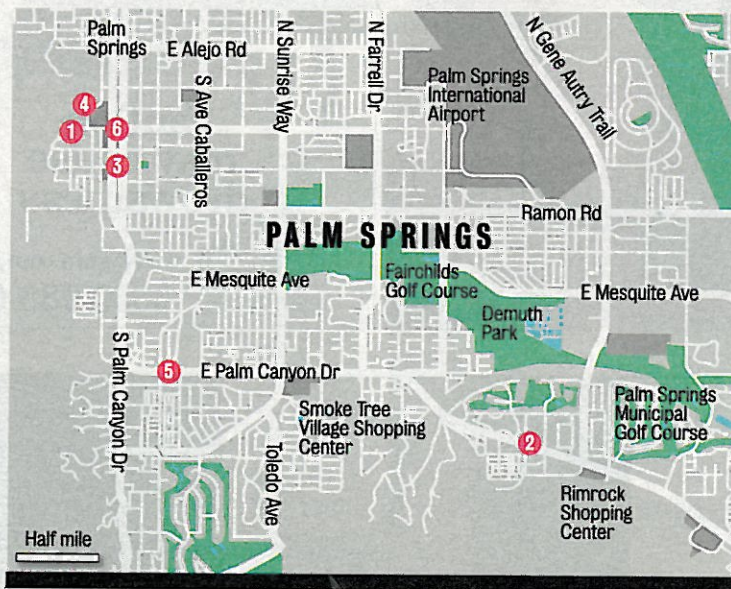 Palm
Springs
E Alejo Rd
S Ave Caballeros
N Sunrise Way
N Farrell Dr
Palm Springs
International
Airport
N Gene Autry Trail
4
1
6
3
Ramon Rd
PALM SPRINGS
E Mesquite Ave
Fairchilds
Golf Course
E Mesquite Ave
Demuth
Park
S Palm Canyon Dr
5
E Palm Canyon Dr
Smoke Tree
Village Shopping
Center
Toledo Ave
2
Palm Springs
Municipal
Golf Course
Rimrock
Shopping
Center
Half mile